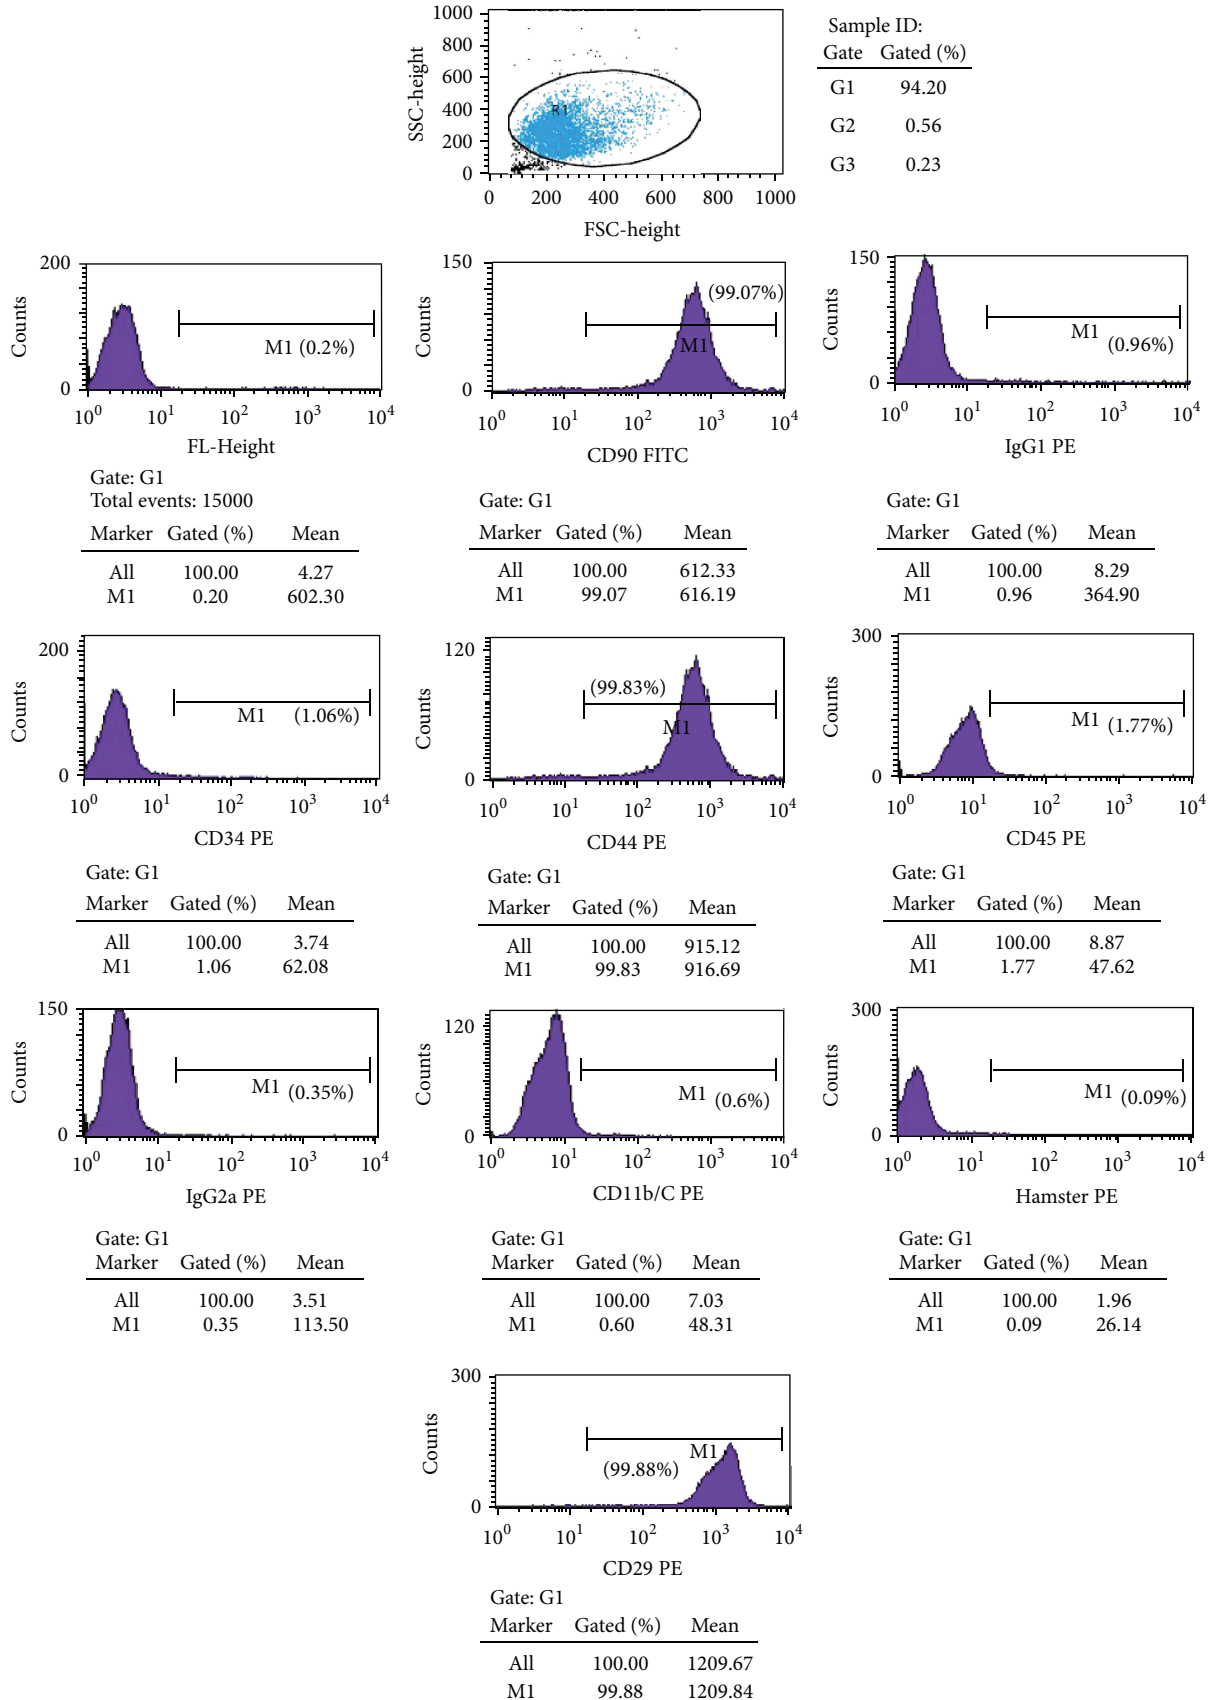 1000
800
600
400
200
0
SSC-height
R1
0 200 400 600 800 1000
FSC-height
Sample ID:
Gate Gated (%)
G1 94.20
G2 0.56
G3 0.23
200
0
Counts
M1 (0.2%)
10^0 10^1 10^2 10^3 10^4
FL-Height
Gate: G1
Total events: 15000
Marker Gated (%) Mean
All 100.00 4.27
M1 0.20 602.30
150
0
Counts
(99.07%)
M1
10^0 10^1 10^2 10^3 10^4
CD90 FITC
Gate: G1
Marker Gated (%) Mean
All 100.00 612.33
M1 99.07 616.19
150
0
Counts
M1 (0.96%)
10^0 10^1 10^2 10^3 10^4
IgG1 PE
Gate: G1
Marker Gated (%) Mean
All 100.00 8.29
M1 0.96 364.90
200
0
Counts
M1 (1.06%)
10^0 10^1 10^2 10^3 10^4
CD34 PE
Gate: G1
Marker Gated (%) Mean
All 100.00 3.74
M1 1.06 62.08
120
0
Counts
(99.83%)
M1
10^0 10^1 10^2 10^3 10^4
CD44 PE
Gate: G1
Marker Gated (%) Mean
All 100.00 915.12
M1 99.83 916.69
300
0
Counts
M1 (1.77%)
10^0 10^1 10^2 10^3 10^4
CD45 PE
Gate: G1
Marker Gated (%) Mean
All 100.00 8.87
M1 1.77 47.62
150
0
Counts
M1 (0.35%)
10^0 10^1 10^2 10^3 10^4
IgG2a PE
Gate: G1
Marker Gated (%) Mean
All 100.00 3.51
M1 0.35 113.50
120
0
Counts
M1 (0.6%)
10^0 10^1 10^2 10^3 10^4
CD11b/C PE
Gate: G1
Marker Gated (%) Mean
All 100.00 7.03
M1 0.60 48.31
300
0
Counts
M1 (0.09%)
10^0 10^1 10^2 10^3 10^4
Hamster PE
Gate: G1
Marker Gated (%) Mean
All 100.00 1.96
M1 0.09 26.14
300
0
Counts
M1
(99.88%)
10^0 10^1 10^2 10^3 10^4
CD29 PE
Gate: G1
Marker Gated (%) Mean
All 100.00 1209.67
M1 99.88 1209.84